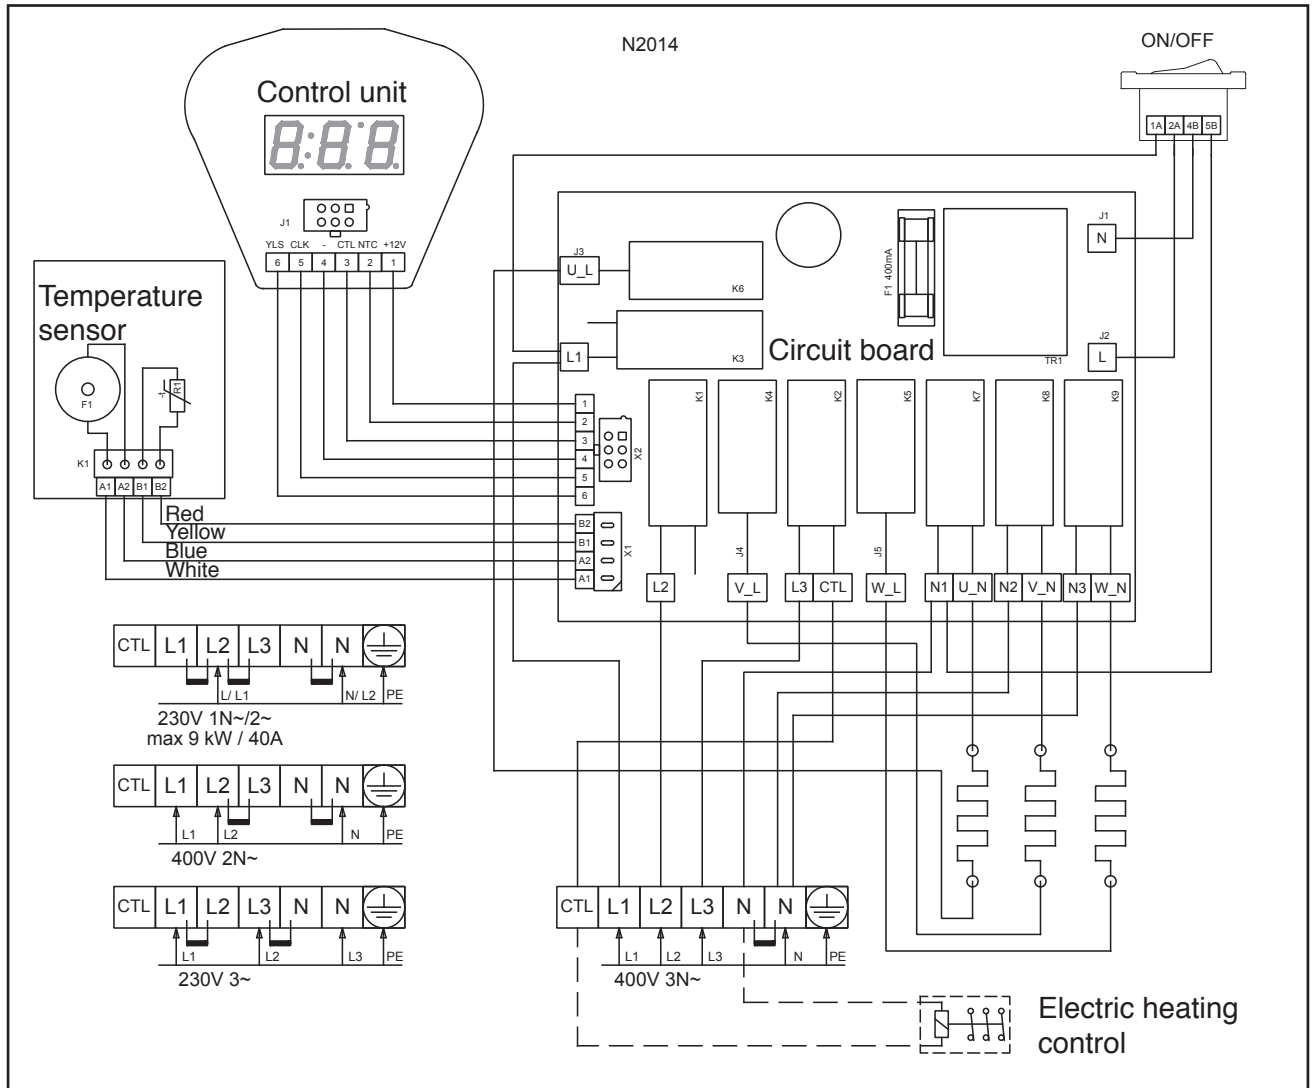 N2014
ON/OFF
1A 2A 4B 5B
Control unit
8:8.8.
J1
YLS CLK - CTL NTC +12V
6 5 4 3 2 1
Temperature
sensor
F1
-t
R1
K1
A1 A2 B1 B2
Red
Yellow
Blue
White
J3
U_L
K6
L1
K3
F1 400mA
TR1
J1
N
J2
L
Circuit board
K1 K4 K2 K5 K7 K8 K9
1
2
3
4
5
6
X2
B2
B1
A2
A1
X1
J4
J5
L2 V_L L3 CTL W_L N1 U_N N2 V_N N3 W_N
CTL L1 L2 L3 N N
L/ L1 N/ L2 PE
230V 1N~/2~
max 9 kW / 40A
CTL L1 L2 L3 N N
L1 L2 N PE
400V 2N~
CTL L1 L2 L3 N N
L1 L2 L3 PE
230V 3~
CTL L1 L2 L3 N N
L1 L2 L3 N PE
400V 3N~
Electric heating
control